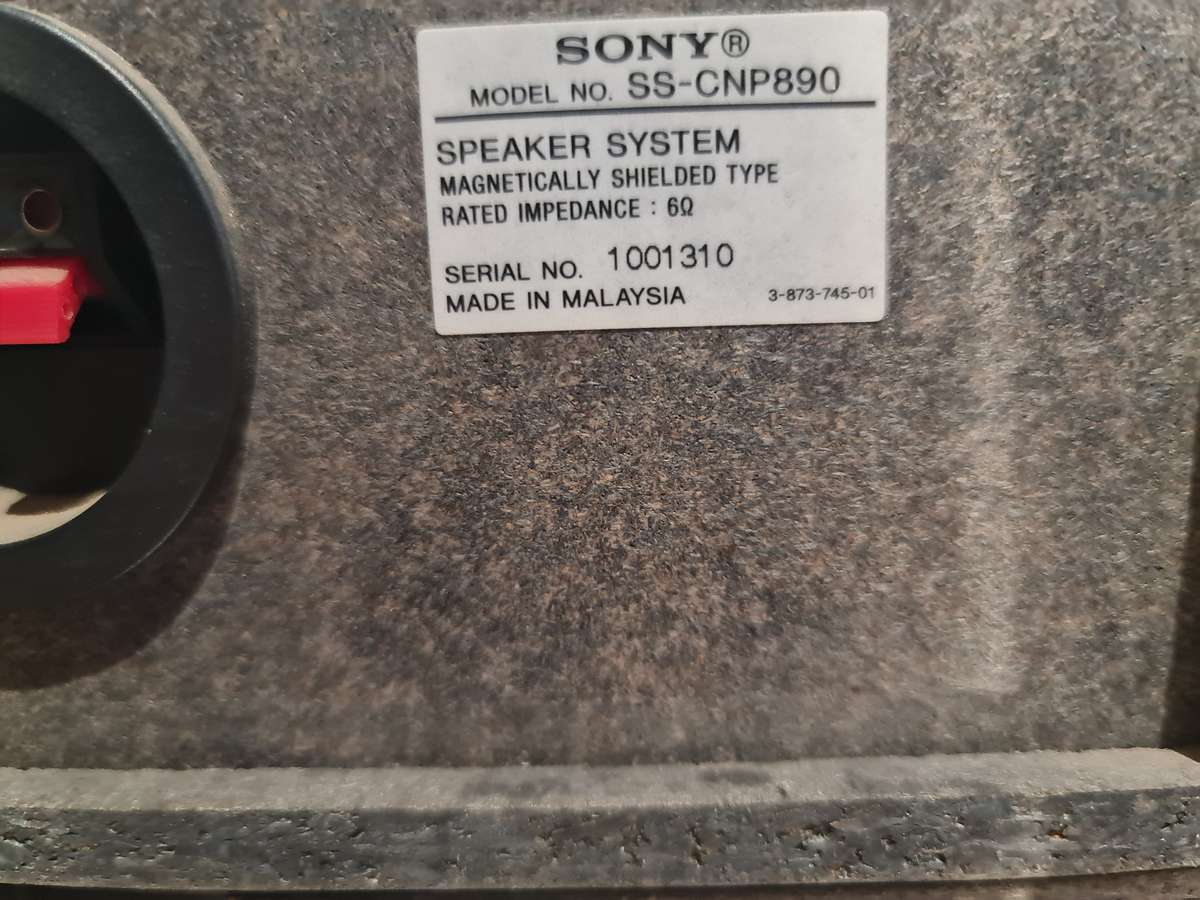 SONY®
MODEL NO. SS-CNP890
SPEAKER SYSTEM
MAGNETICALLY SHIELDED TYPE
RATED IMPEDANCE : 6Ω
SERIAL NO. 1001310
MADE IN MALAYSIA 3-873-745-01